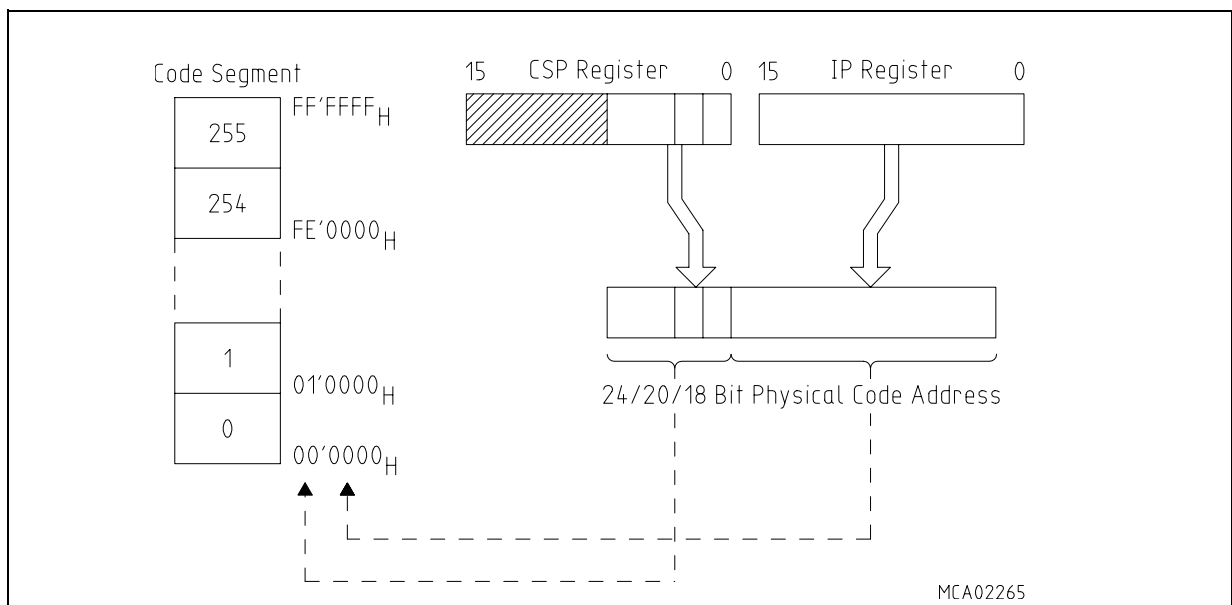 Code Segment
255
FF'FFFFH
254
FE'0000H
1
01'0000H
0
00'0000H
15 CSP Register 0
15 IP Register 0
24/20/18 Bit Physical Code Address
MCA02265